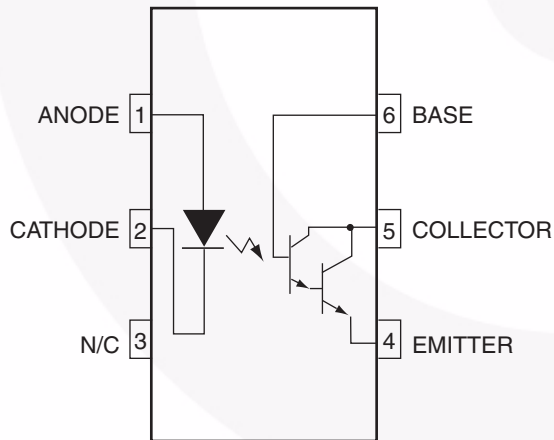 ANODE 1
6 BASE
CATHODE 2
5 COLLECTOR
N/C 3
4 EMITTER